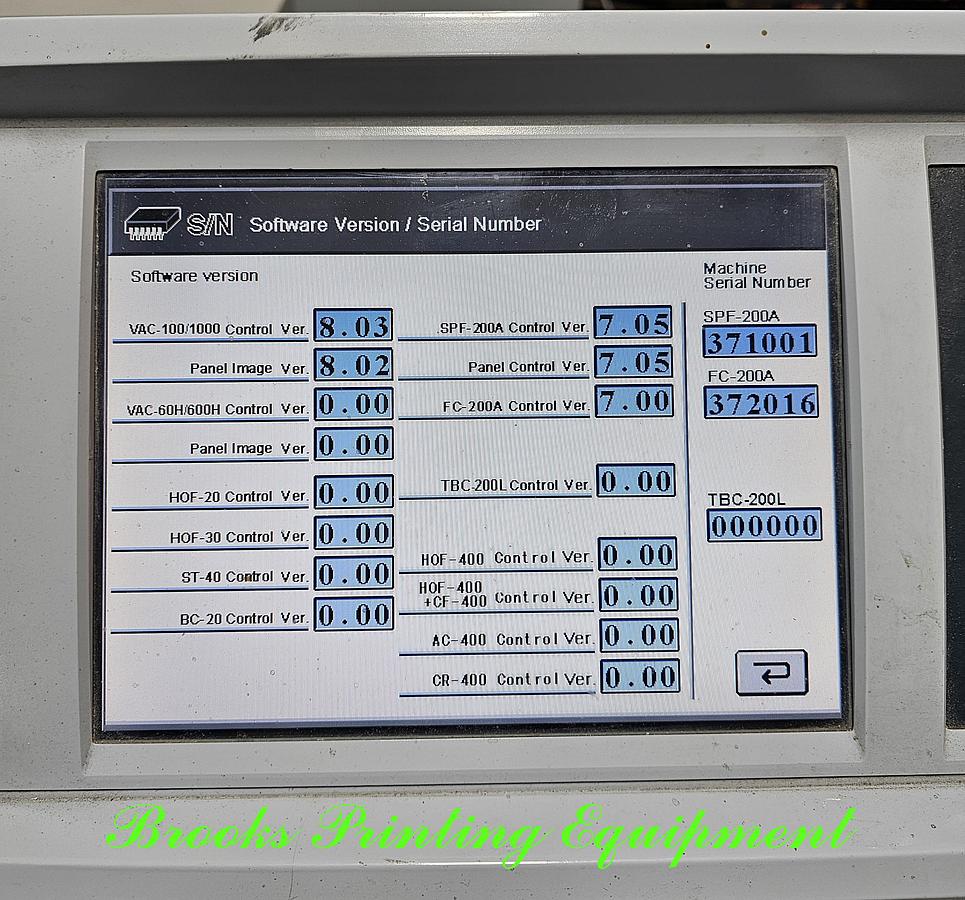 S/N Software Version / Serial Number
Software version
VAC-100/1000 Control Ver. 8.03
Panel Image Ver. 8.02
VAC-60H/600H Control Ver. 0.00
Panel Image Ver. 0.00
HOF-20 Control Ver. 0.00
HOF-30 Control Ver. 0.00
ST-40 Control Ver. 0.00
BC-20 Control Ver. 0.00
SPF-200A Control Ver. 7.05
Panel Control Ver. 7.05
FC-200A Control Ver. 7.00
TBC-200L Control Ver. 0.00
HOF-400 Control Ver. 0.00
HOF-400
+CF-400 Control Ver. 0.00
AC-400 Control Ver. 0.00
CR-400 Control Ver. 0.00
Machine
Serial Number
SPF-200A
371001
FC-200A
372016
TBC-200L
000000
Brooks Printing Equipment